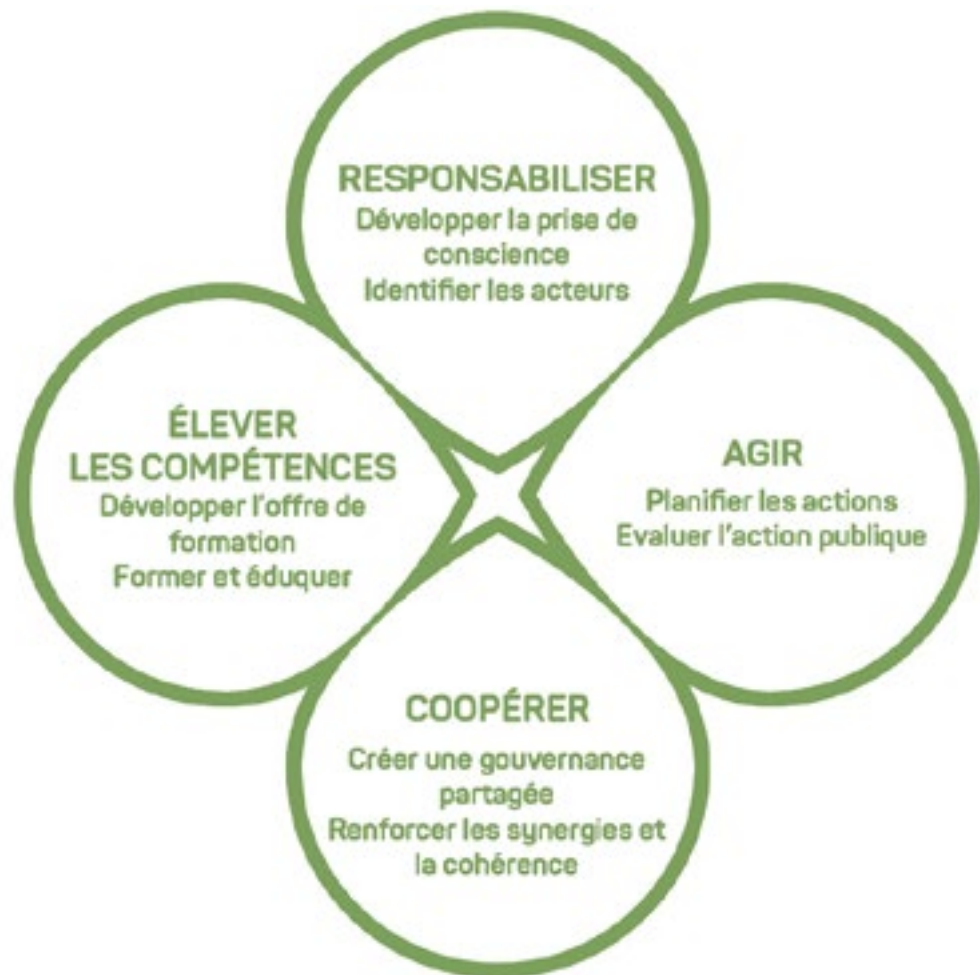 RESPONSABILISER
Développer la prise de
conscience
Identifier les acteurs
ÉLEVER
LES COMPÉTENCES
Développer l'offre de
formation
Former et éduquer
AGIR
Planifier les actions
Evaluer l'action publique
COOPÉRER
Créer une gouvernance
partagée
Renforcer les synergies et
la cohérence